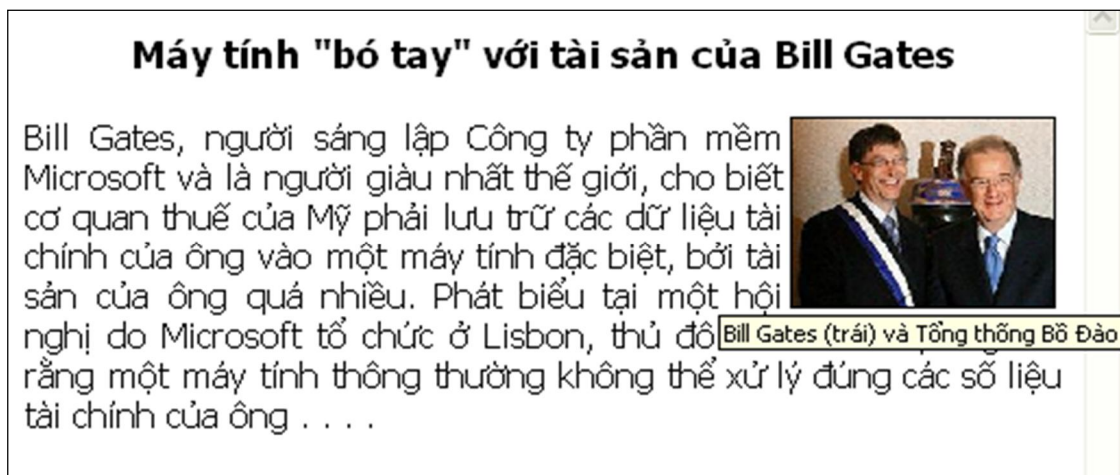 Máy tính "bó tay" với tài sản của Bill Gates
Bill Gates, người sáng lập Công ty phần mềm
Microsoft và là người giàu nhất thế giới, cho biết
cơ quan thuế của Mỹ phải lưu trữ các dữ liệu tài
chính của ông vào một máy tính đặc biệt, bởi tài
sản của ông quá nhiều. Phát biểu tại một hội
nghị do Microsoft tổ chức ở Lisbon, thủ đô
Bill Gates (trái) và Tổng thống Bồ Đào
rằng một máy tính thông thường không thể xử lý đúng các số liệu
tài chính của ông . . . .